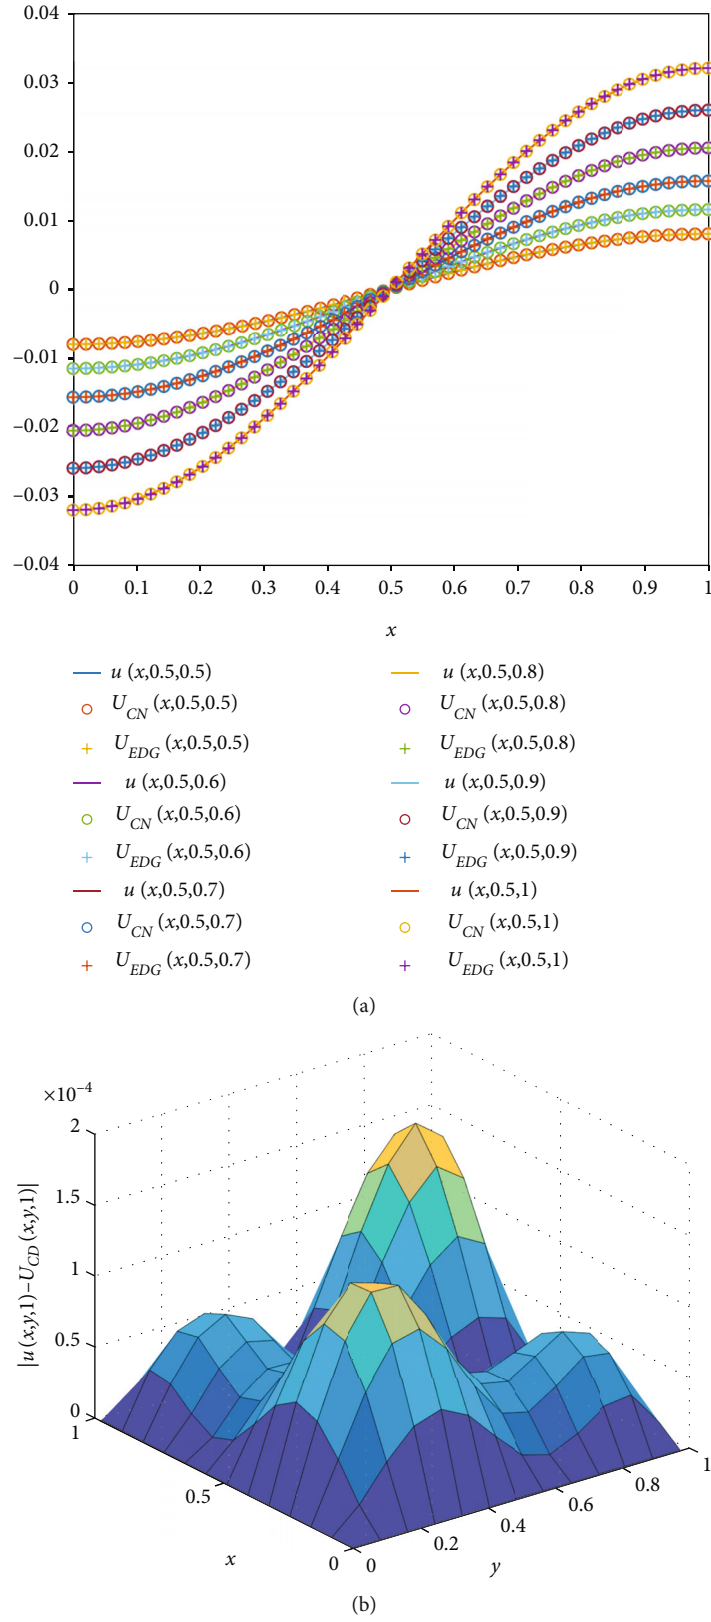 0.04
0.03
0.02
0.01
0
–0.01
–0.02
–0.03
–0.04
0 0.1 0.2 0.3 0.4 0.5 0.6 0.7 0.8 0.9 1
x
u (x,0.5,0.5)
U_CN (x,0.5,0.5)
U_EDG (x,0.5,0.5)
u (x,0.5,0.6)
U_CN (x,0.5,0.6)
U_EDG (x,0.5,0.6)
u (x,0.5,0.7)
U_CN (x,0.5,0.7)
U_EDG (x,0.5,0.7)
u (x,0.5,0.8)
U_CN (x,0.5,0.8)
U_EDG (x,0.5,0.8)
u (x,0.5,0.9)
U_CN (x,0.5,0.9)
U_EDG (x,0.5,0.9)
u (x,0.5,1)
U_CN (x,0.5,1)
U_EDG (x,0.5,1)
(a)
×10⁻⁴
2
1.5
1
0.5
0
|u(x,y,1)–U_CD(x,y,1)|
1
0.5
0
x
0
0.2
0.4
0.6
0.8
1
y
(b)